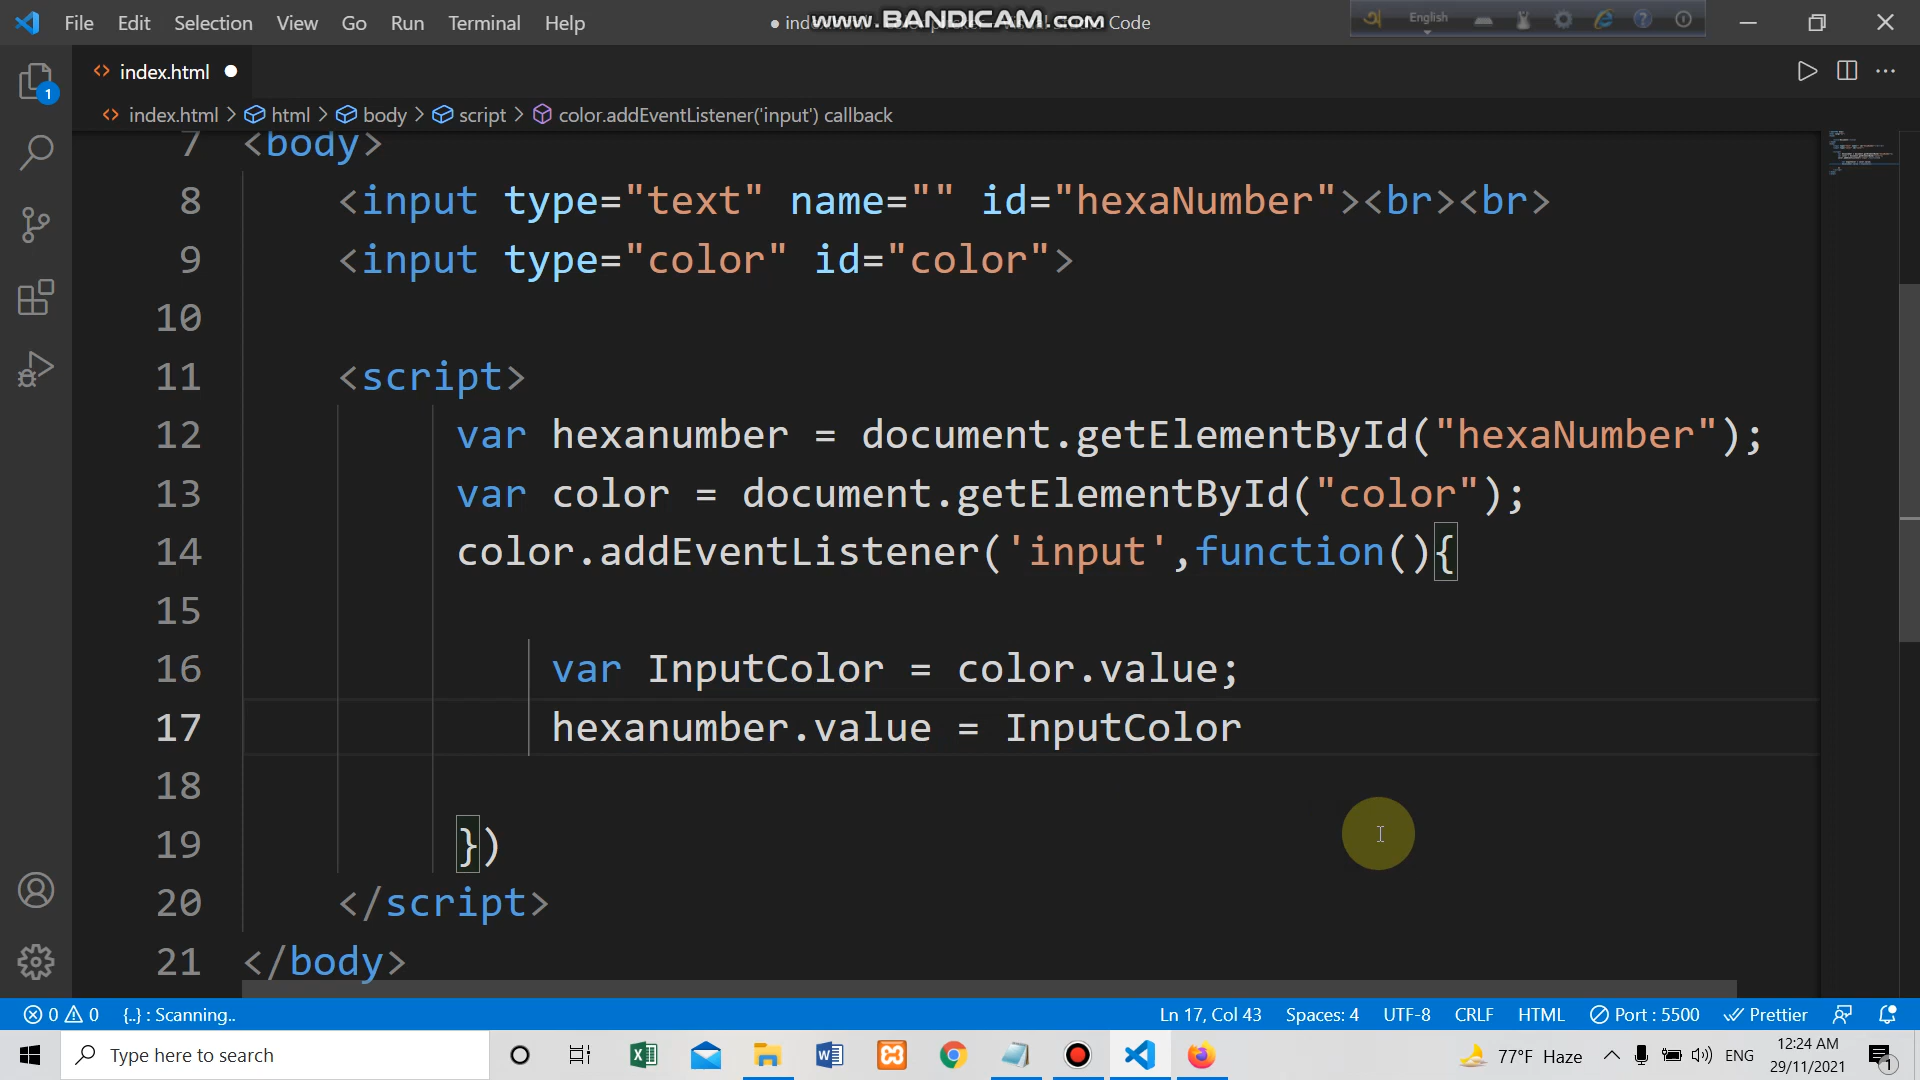 File Edit Selection View Go Run Terminal Help
● ind
www.BANDICAM.com
Code
English
index.html
index.html > html > body > script > color.addEventListener('input') callback
7 <body>
8 <input type="text" name="" id="hexaNumber"><br><br>
9 <input type="color" id="color">
10
11 <script>
12 var hexanumber = document.getElementById("hexaNumber");
13 var color = document.getElementById("color");
14 color.addEventListener('input',function(){
15
16 var InputColor = color.value;
17 hexanumber.value = InputColor
18
19 })
20 </script>
21 </body>
1
0 0 {..} : Scanning..
Ln 17, Col 43 Spaces: 4 UTF-8 CRLF HTML Port : 5500 Prettier
Type here to search
77°F Haze
ENG
12:24 AM
29/11/2021
1